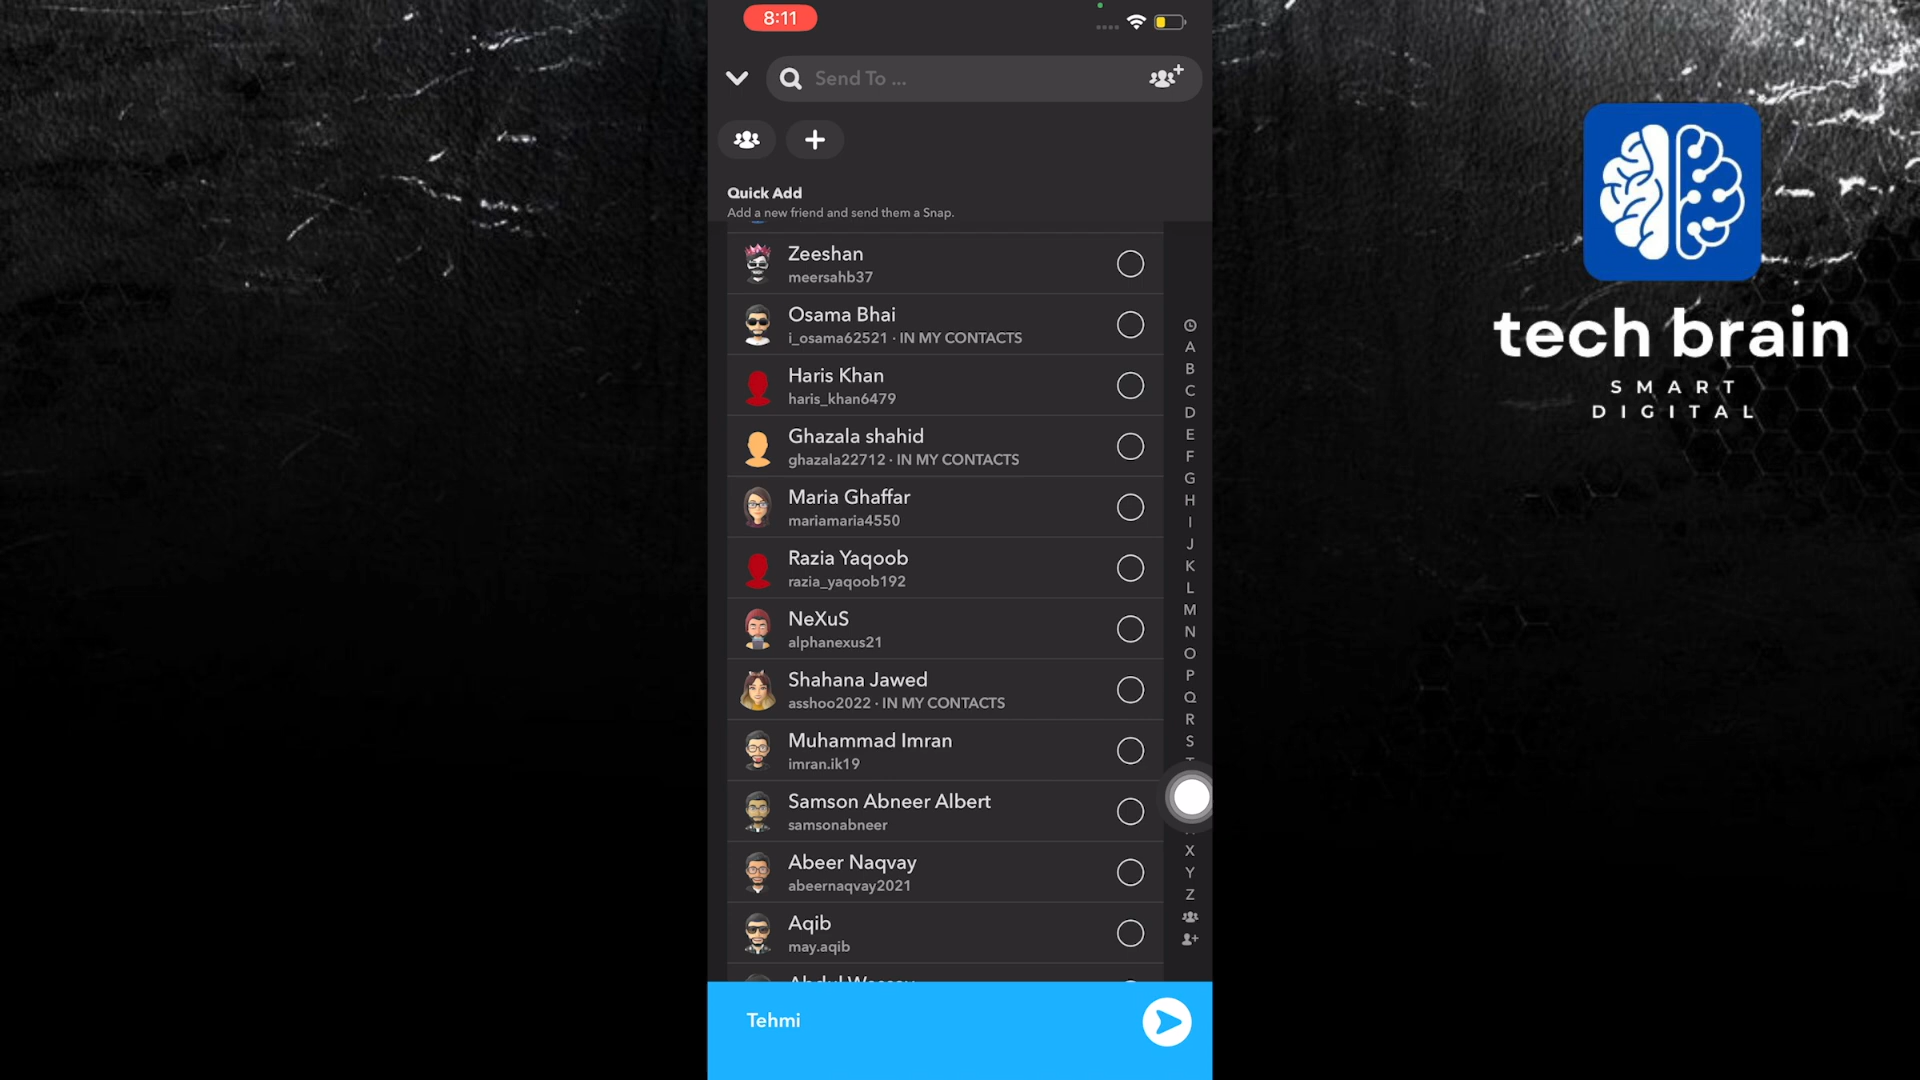 8:11
Send To ...
Quick Add
Add a new friend and send them a Snap.
Zeeshan
meersahb37
Osama Bhai
i_osama62521 · IN MY CONTACTS
Haris Khan
haris_khan6479
Ghazala shahid
ghazala22712 · IN MY CONTACTS
Maria Ghaffar
mariamaria4550
Razia Yaqoob
razia_yaqoob192
NeXuS
alphanexus21
Shahana Jawed
asshoo2022 · IN MY CONTACTS
Muhammad Imran
imran.ik19
Samson Abneer Albert
samsonabneer
Abeer Naqvay
abeernaqvay2021
Aqib
may.aqib
A
B
C
D
E
F
G
H
I
J
K
L
M
N
O
P
Q
R
S
X
Y
Z
Tehmi
tech brain
SMART
DIGITAL